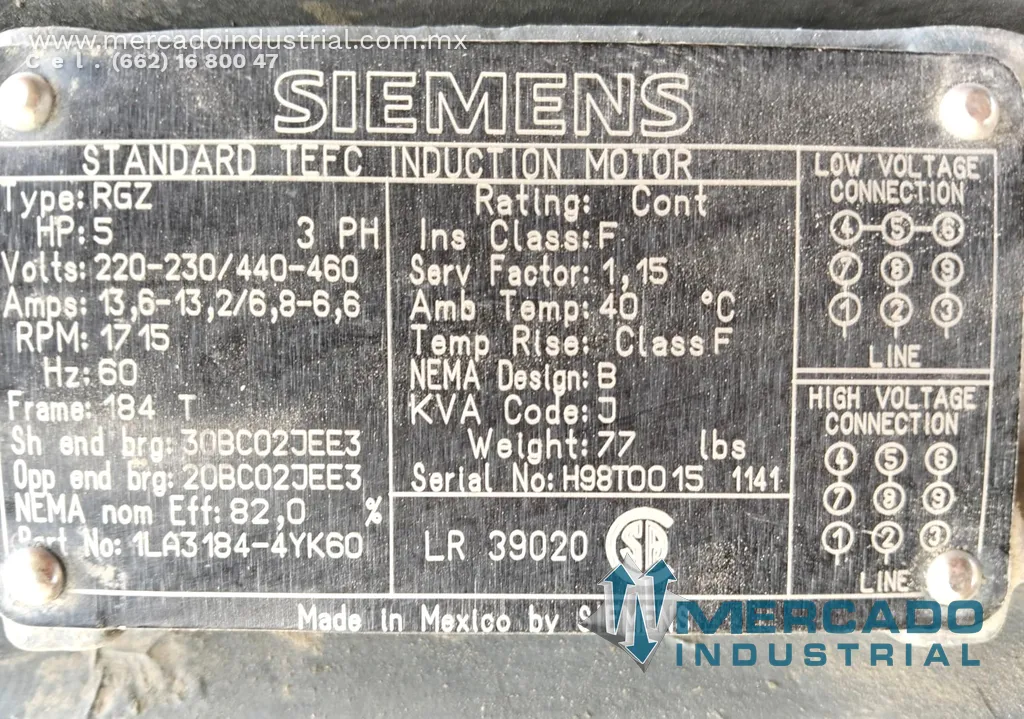 www.mercadoindustrial.com.mx
Cel. (662) 16 800 47
SIEMENS
STANDARD TEFC INDUCTION MOTOR
Type: RGZ
HP: 5 3 PH
Volts: 220-230/440-460
Amps: 13,6-13,2/6,8-6,6
RPM: 1715
Hz: 60
Frame: 184 T
Sh end brg: 30BC02JEE3
Opp end brg: 20BC02JEE3
NEMA nom Eff: 82,0 %
Part No: 1LA3184-4YK60
Rating: Cont
Ins Class: F
Serv Factor: 1,15
Amb Temp: 40 °C
Temp Rise: Class F
NEMA Design: B
KVA Code: J
Weight: 77 lbs
Serial No: H98T0015 1141
LR 39020 SA
LOW VOLTAGE
CONNECTION
4 5 6
7 8 9
1 2 3
LINE
HIGH VOLTAGE
CONNECTION
4 5 6
7 8 9
1 2 3
LINE
Made in Mexico by
MERCADO
INDUSTRIAL